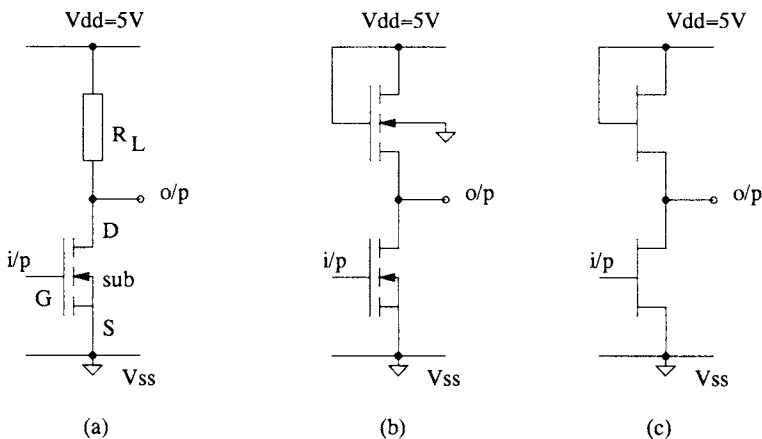 Vdd=5V Vdd=5V Vdd=5V
R L
o/p o/p o/p
D
i/p i/p i/p
sub
G
S
Vss Vss Vss
(a) (b) (c)